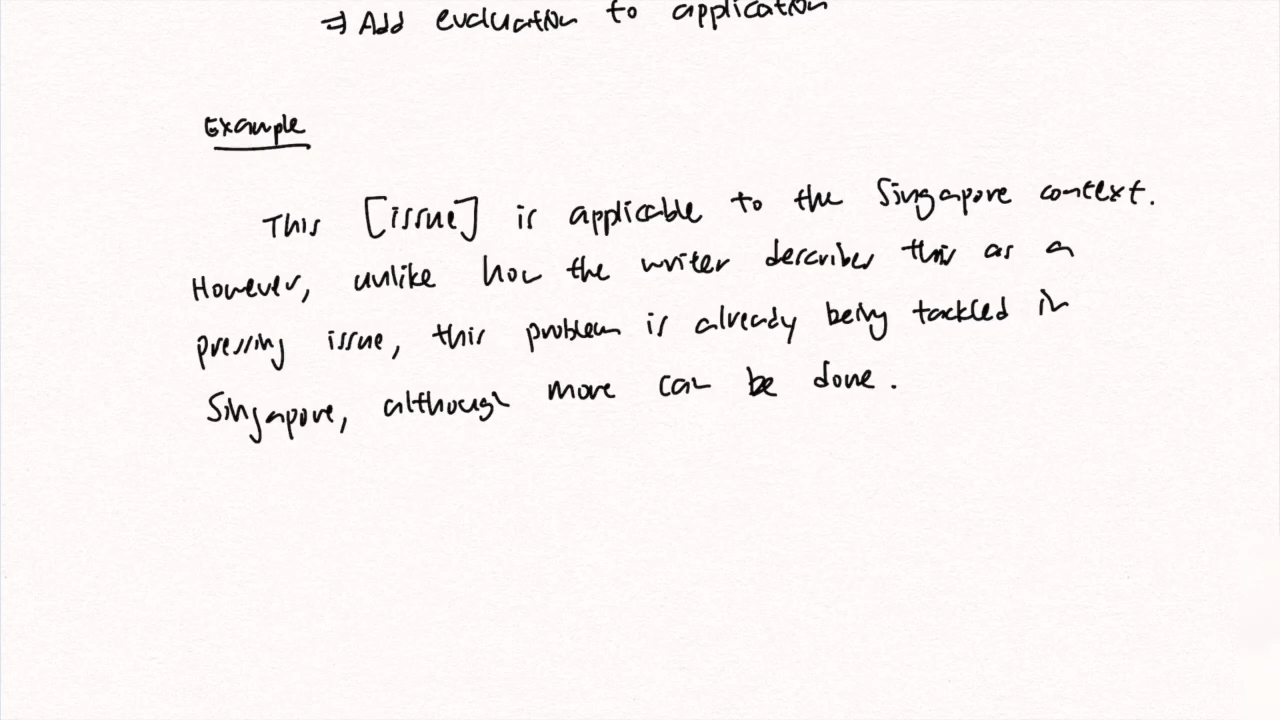 ⇒ Add evaluation to application
Example
This [issue] is applicable to the Singapore context.
However, unlike how the writer describes this as a
pressing issue, this problem is already being tackled in
Singapore, although more can be done.